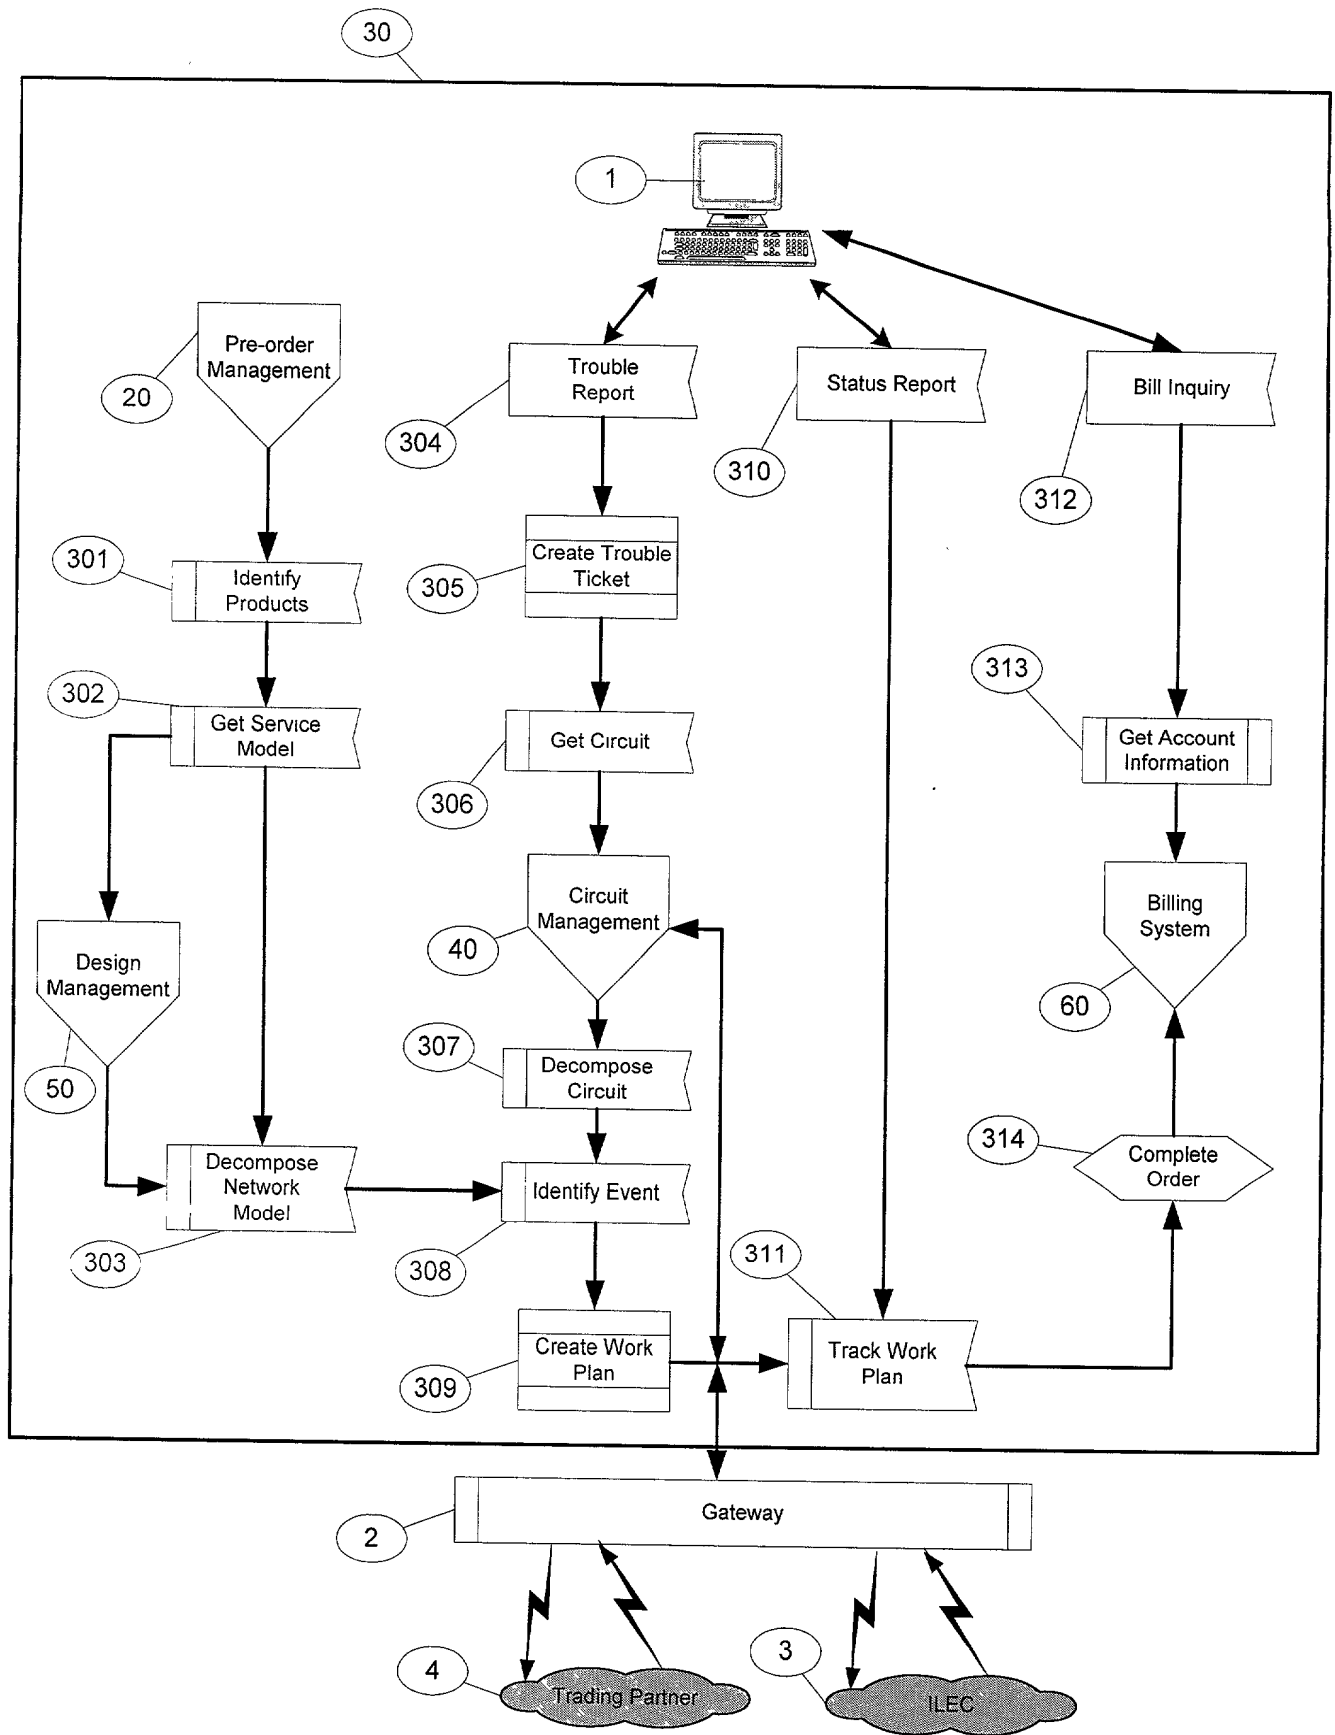 30
1
Pre-order
Management
20
Trouble
Report
304
Status Report
310
Bill Inquiry
312
301
Identify
Products
Create Trouble
Ticket
305
302
Get Service
Model
Get Circuit
306
313
Get Account
Information
Design
Management
50
Circuit
Management
40
Billing
System
60
307
Decompose
Circuit
314
Complete
Order
Decompose
Network
Model
303
Identify Event
308
311
Create Work
Plan
309
Track Work
Plan
Gateway
2
4
Trading Partner
3
ILEC